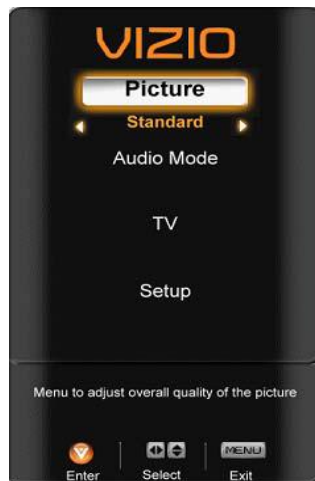 VIZIO
Picture
Standard
Audio Mode
TV
Setup
Menu to adjust overall quality of the picture
MENU
Enter Select Exit